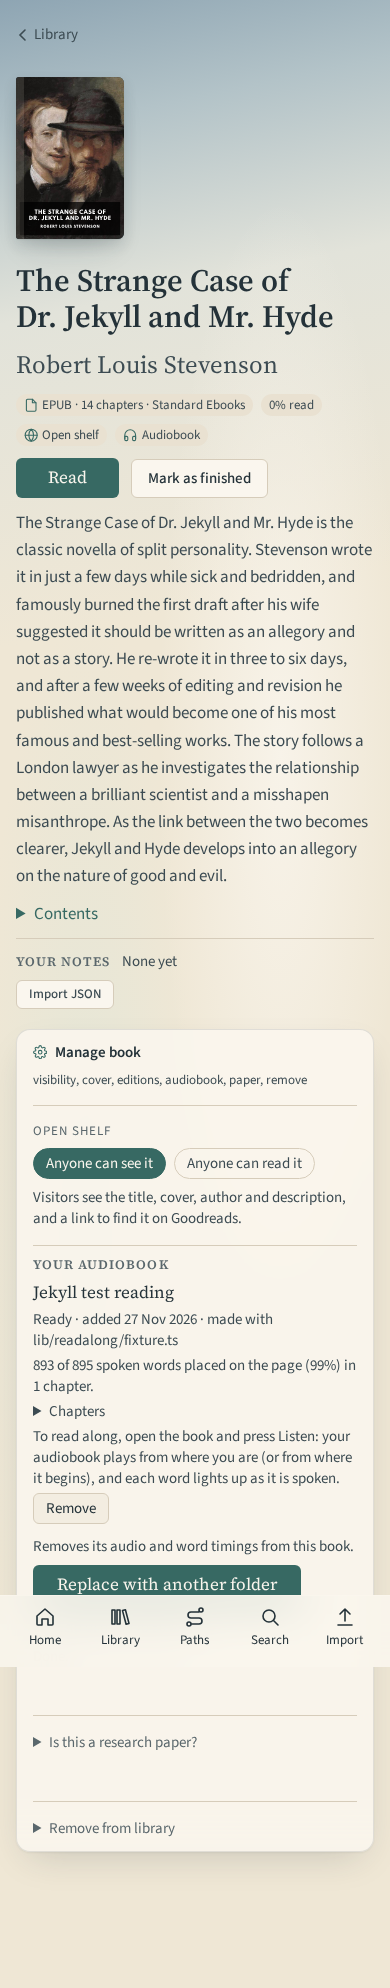 Library
THE STRANGE CASE OF
DR. JEKYLL AND MR. HYDE
ROBERT LOUIS STEVENSON
The Strange Case of
Dr. Jekyll and Mr. Hyde
Robert Louis Stevenson
EPUB · 14 chapters · Standard Ebooks
0% read
Open shelf
Audiobook
Read
Mark as finished
The Strange Case of Dr. Jekyll and Mr. Hyde is the
classic novella of split personality. Stevenson wrote
it in just a few days while sick and bedridden, and
famously burned the first draft after his wife
suggested it should be written as an allegory and
not as a story. He re-wrote it in three to six days,
and after a few weeks of editing and revision he
published what would become one of his most
famous and best-selling works. The story follows a
London lawyer as he investigates the relationship
between a brilliant scientist and a misshapen
misanthrope. As the link between the two becomes
clearer, Jekyll and Hyde develops into an allegory
on the nature of good and evil.
Contents
YOUR NOTES None yet
Import JSON
Manage book
visibility, cover, editions, audiobook, paper, remove
OPEN SHELF
Anyone can see it
Anyone can read it
Visitors see the title, cover, author and description,
and a link to find it on Goodreads.
YOUR AUDIOBOOK
Jekyll test reading
Ready · added 27 Nov 2026 · made with
lib/readalong/fixture.ts
893 of 895 spoken words placed on the page (99%) in
1 chapter.
Chapters
To read along, open the book and press Listen: your
audiobook plays from where you are (or from where
it begins), and each word lights up as it is spoken.
Remove
Removes its audio and word timings from this book.
Replace with another folder
Home
Library
Paths
Search
Import
Is this a research paper?
Remove from library